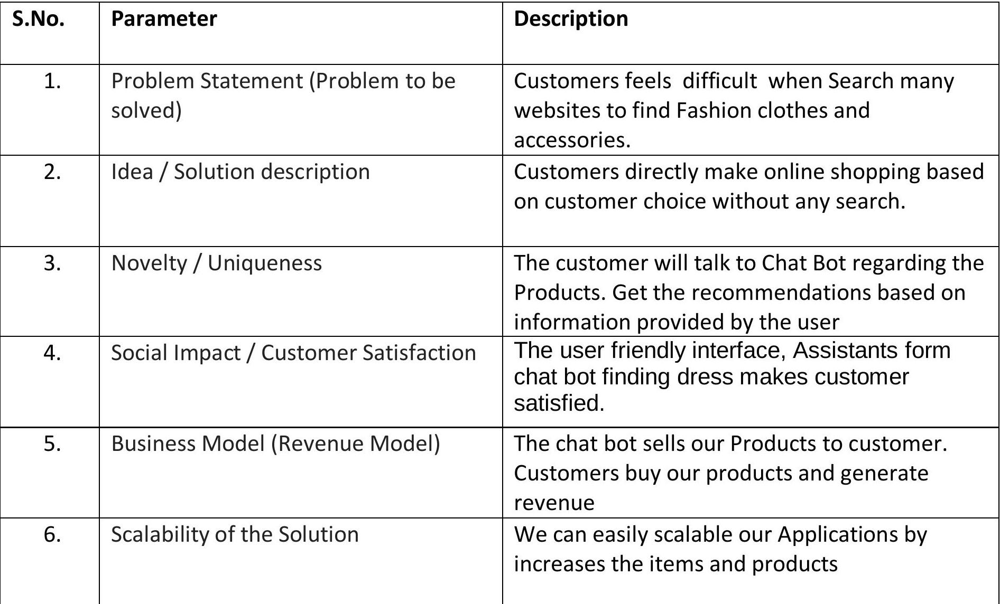 S.No. Parameter Description
1. Problem Statement (Problem to be Customers feels difficult when Search many
solved) websites to find Fashion clothes and
accessories.
2. Idea / Solution description Customers directly make online shopping based
on customer choice without any search.
3. Novelty / Uniqueness The customer will talk to Chat Bot regarding the
Products. Get the recommendations based on
information provided by the user
4. Social Impact / Customer Satisfaction The user friendly interface, Assistants form
chat bot finding dress makes customer
satisfied.
5. Business Model (Revenue Model) The chat bot sells our Products to customer.
Customers buy our products and generate
revenue
6. Scalability of the Solution We can easily scalable our Applications by
increases the items and products